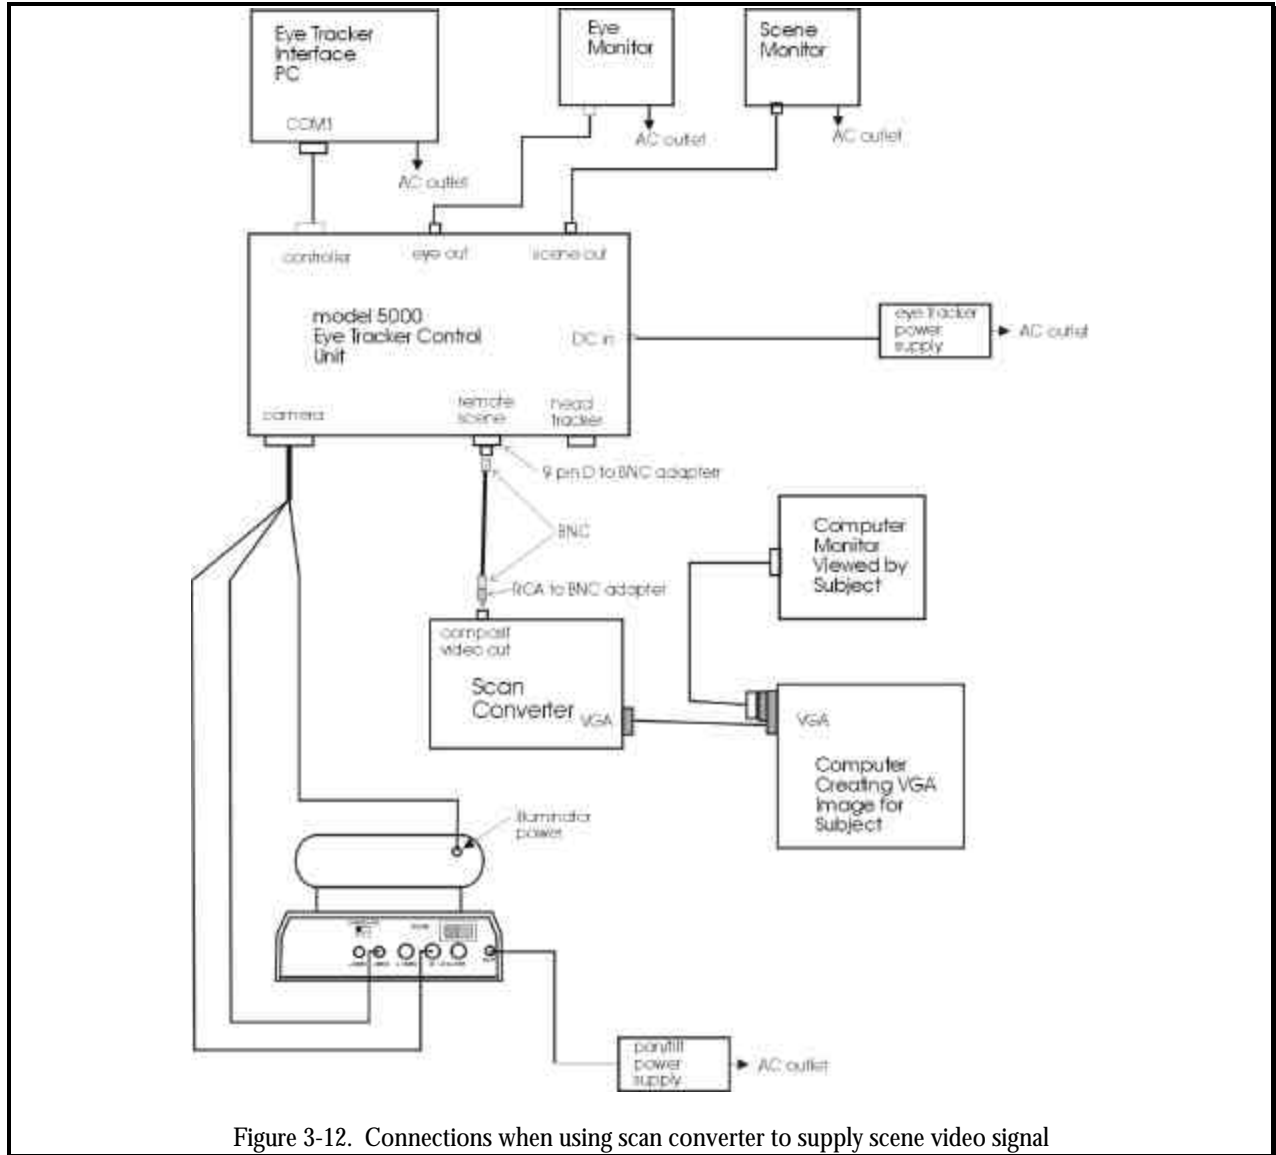 Eye Tracker
Interface
PC
COM1
AC outlet
Eye
Monitor
AC outlet
Scene
Monitor
AC outlet
controller
eye out
scene out
model 5000
Eye Tracker Control
Unit
DC in
eye tracker
power
supply
AC outlet
camera
remote
scene
head
tracker
9 pin D to BNC adapterr
BNC
RCA to BNC adapter
composit
video out
Scan
Converter
VGA
Computer
Monitor
Viewed by
Subject
VGA
Computer
Creating VGA
Image for
Subject
illuminator
power
pan/tilt
power
supply
AC outlet
Figure 3-12. Connections when using scan converter to supply scene video signal